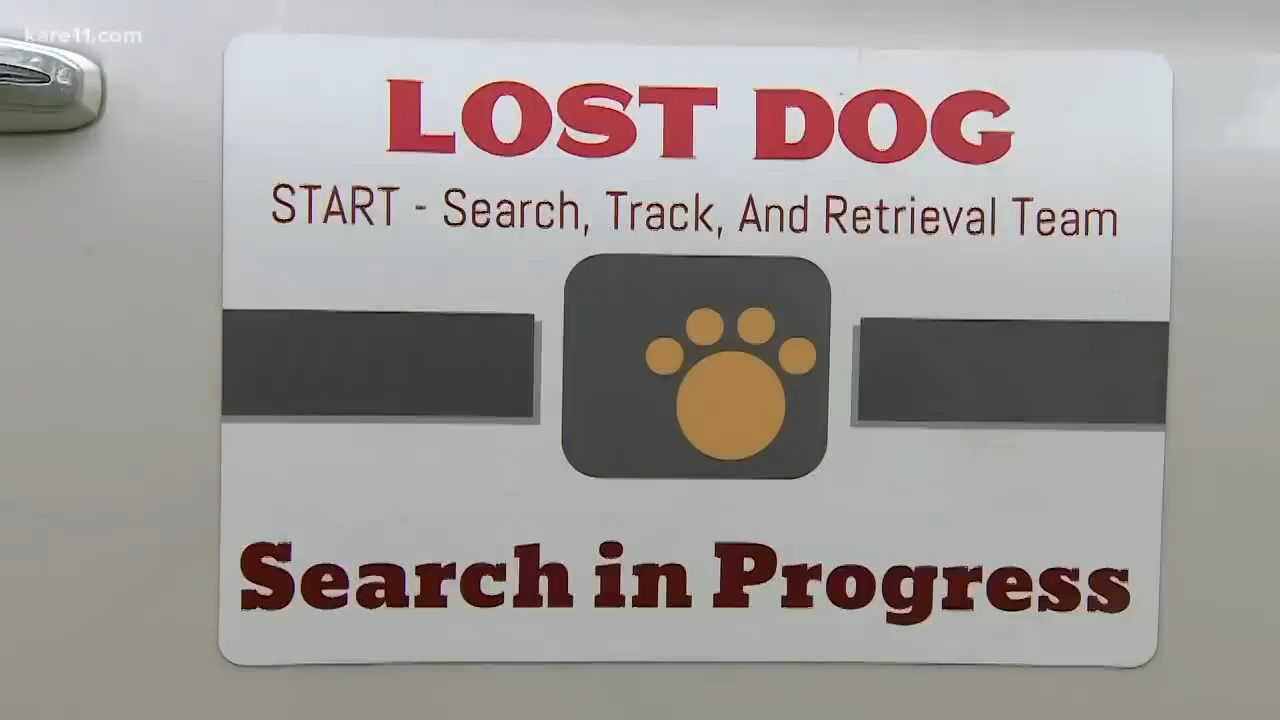 kare11.com
LOST DOG
START - Search, Track, And Retrieval Team
Search in Progress